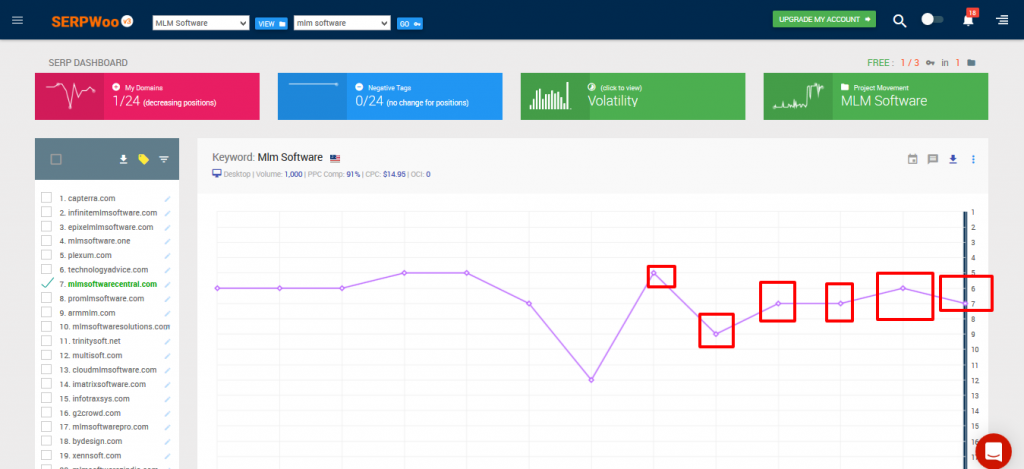 SERPWoo v3 MLM Software VIEW mlm software GO UPGRADE MY ACCOUNT 10
SERP DASHBOARD FREE : 1 / 3 in 1
My Domains
1/24 (decreasing positions)
Negative Tags
0/24 (no change for positions)
(click to view)
Volatility
Project Movement
MLM Software
Keyword: Mlm Software
Desktop | Volume: 1,000 | PPC Comp: 91% | CPC: $14.95 | OCI: 0
1. capterra.com
2. infinitemlmsoftware.com
3. epixelmlmsoftware.com
4. mlmsoftware.one
5. plexum.com
6. technologyadvice.com
7. mlmsoftwarecentral.com
8. promlmsoftware.com
9. armmlm.com
10. mlmsoftwaresolutions.com
11. trinitysoft.net
12. multisoft.com
13. cloudmlmsoftware.com
14. imatrixsoftware.com
15. infotraxsys.com
16. g2crowd.com
17. mlmsoftwarepro.com
18. bydesign.com
19. xennsoft.com
1
2
3
4
5
6
7
8
9
10
11
12
13
14
15
16
17